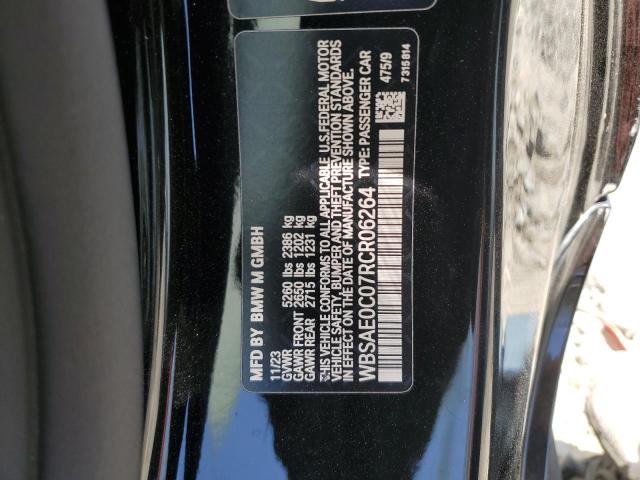 MFD BY BMW M GMBH
11/23
GVWR 5260 lbs 2386 kg
GAWR FRONT 2650 lbs 1202 kg
GAWR REAR 2715 lbs 1231 kg
THIS VEHICLE CONFORMS TO ALL APPLICABLE U.S.FEDERAL MOTOR
VEHICLE SAFETY, BUMPER, AND THEFT PREVENTION STANDARDS
IN EFFECT ON THE DATE OF MANUFACTURE SHOWN ABOVE.
WBSAE0C07RCR06264 TYPE: PASSENGER CAR
475/9
7315814